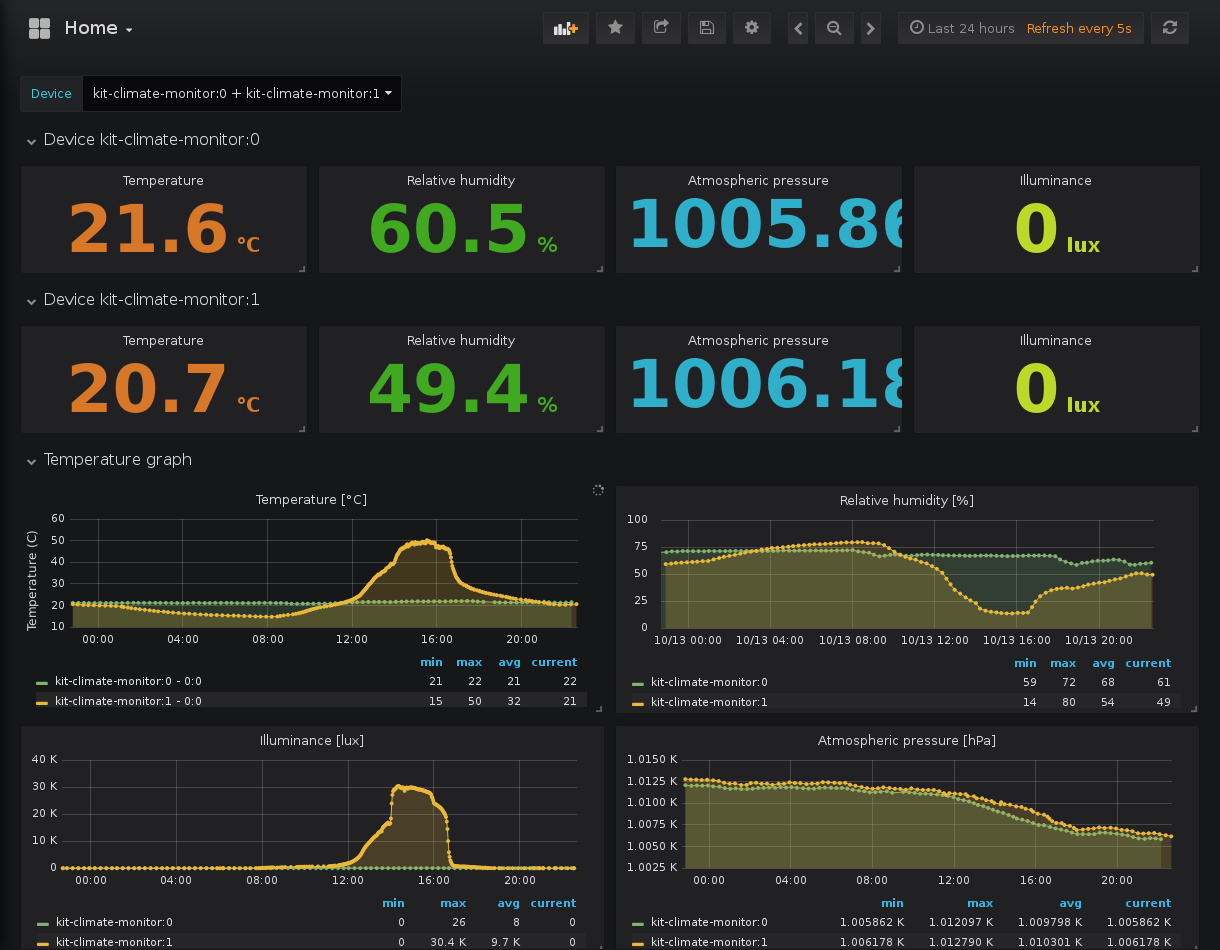 Home
Last 24 hours Refresh every 5s
Device kit-climate-monitor:0 + kit-climate-monitor:1
Device kit-climate-monitor:0
Temperature Relative humidity Atmospheric pressure Illuminance
21.6 °C 60.5 % 1005.86 0 lux
Device kit-climate-monitor:1
Temperature Relative humidity Atmospheric pressure Illuminance
20.7 °C 49.4 % 1006.18 0 lux
Temperature graph
Temperature [°C]
Temperature (C)
60
50
40
30
20
10
00:00 04:00 08:00 12:00 16:00 20:00
min max avg current
kit-climate-monitor:0 - 0:0 21 22 21 22
kit-climate-monitor:1 - 0:0 15 50 32 21
Relative humidity [%]
100
75
50
25
0
10/13 00:00 10/13 04:00 10/13 08:00 10/13 12:00 10/13 16:00 10/13 20:00
min max avg current
kit-climate-monitor:0 59 72 68 61
kit-climate-monitor:1 14 80 54 49
Illuminance [lux]
40 K
30 K
20 K
10 K
0
00:00 04:00 08:00 12:00 16:00 20:00
min max avg current
kit-climate-monitor:0 0 26 8 0
kit-climate-monitor:1 0 30.4 K 9.7 K 0
Atmospheric pressure [hPa]
1.0150 K
1.0125 K
1.0100 K
1.0075 K
1.0050 K
1.0025 K
00:00 04:00 08:00 12:00 16:00 20:00
min max avg current
kit-climate-monitor:0 1.005862 K 1.012097 K 1.009798 K 1.005862 K
kit-climate-monitor:1 1.006178 K 1.012790 K 1.010301 K 1.006178 K